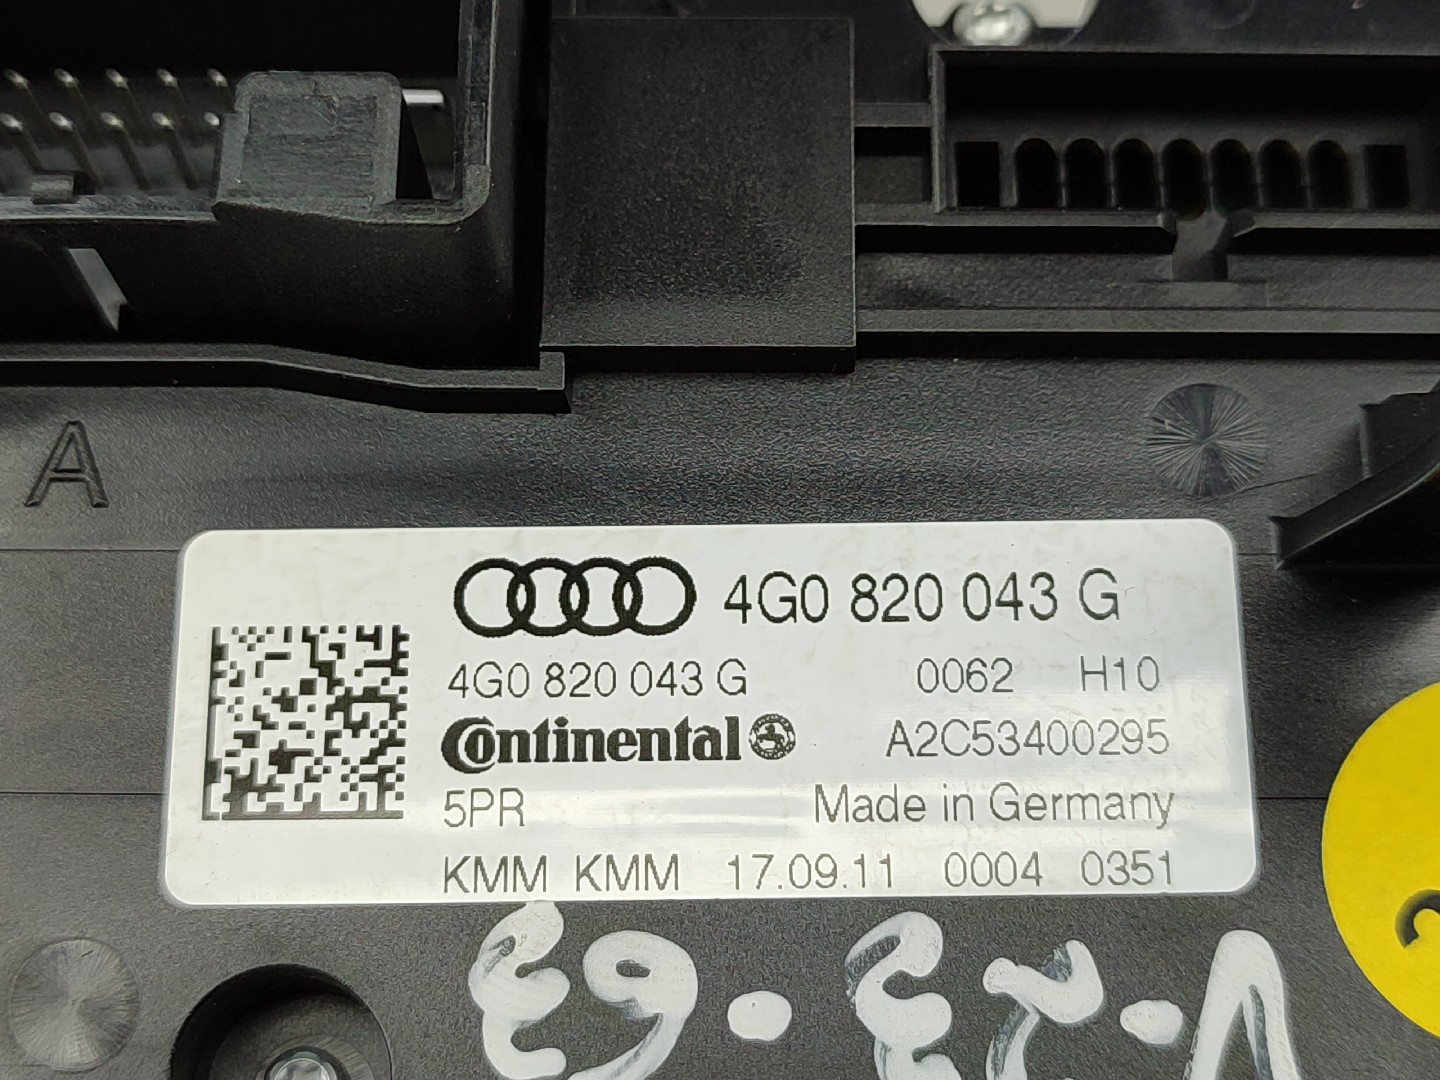 A
4G0 820 043 G
4G0 820 043 G 0062 H10
Continental A2C53400295
5PR Made in Germany
KMM KMM 17.09.11 0004 0351